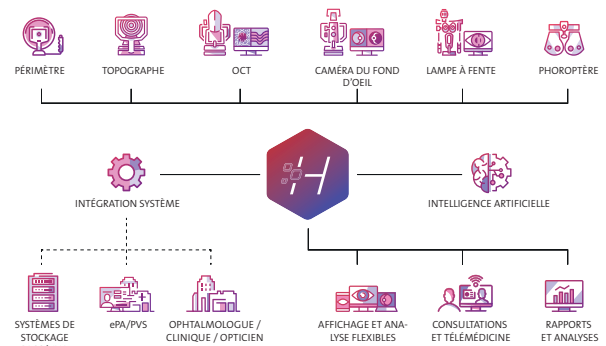 PÉRIMÈTRE
TOPOGRAPHE
OCT
CAMÉRA DU FOND
D'OEIL
LAMPE À FENTE
PHOROPTÈRE
INTÉGRATION SYSTÈME
INTELLIGENCE ARTIFICIELLE
SYSTÈMES DE
STOCKAGE
ePA/PVS
OPHTALMOLOGUE /
CLINIQUE / OPTICIEN
AFFICHAGE ET ANA-
LYSE FLEXIBLES
CONSULTATIONS
ET TÉLÉMÉDICINE
RAPPORTS
ET ANALYSES